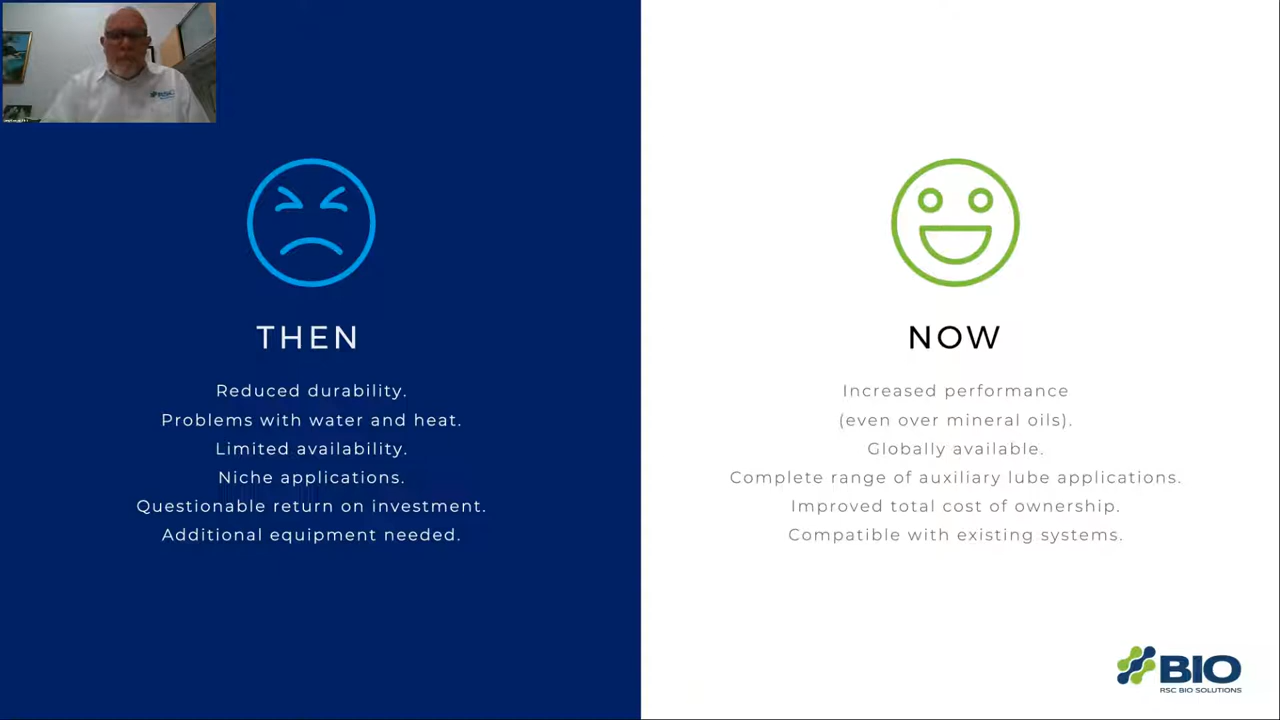 THEN
Reduced durability.
Problems with water and heat.
Limited availability.
Niche applications.
Questionable return on investment.
Additional equipment needed.
NOW
Increased performance
(even over mineral oils).
Globally available.
Complete range of auxiliary lube applications.
Improved total cost of ownership.
Compatible with existing systems.
BIO
RSC BIO SOLUTIONS